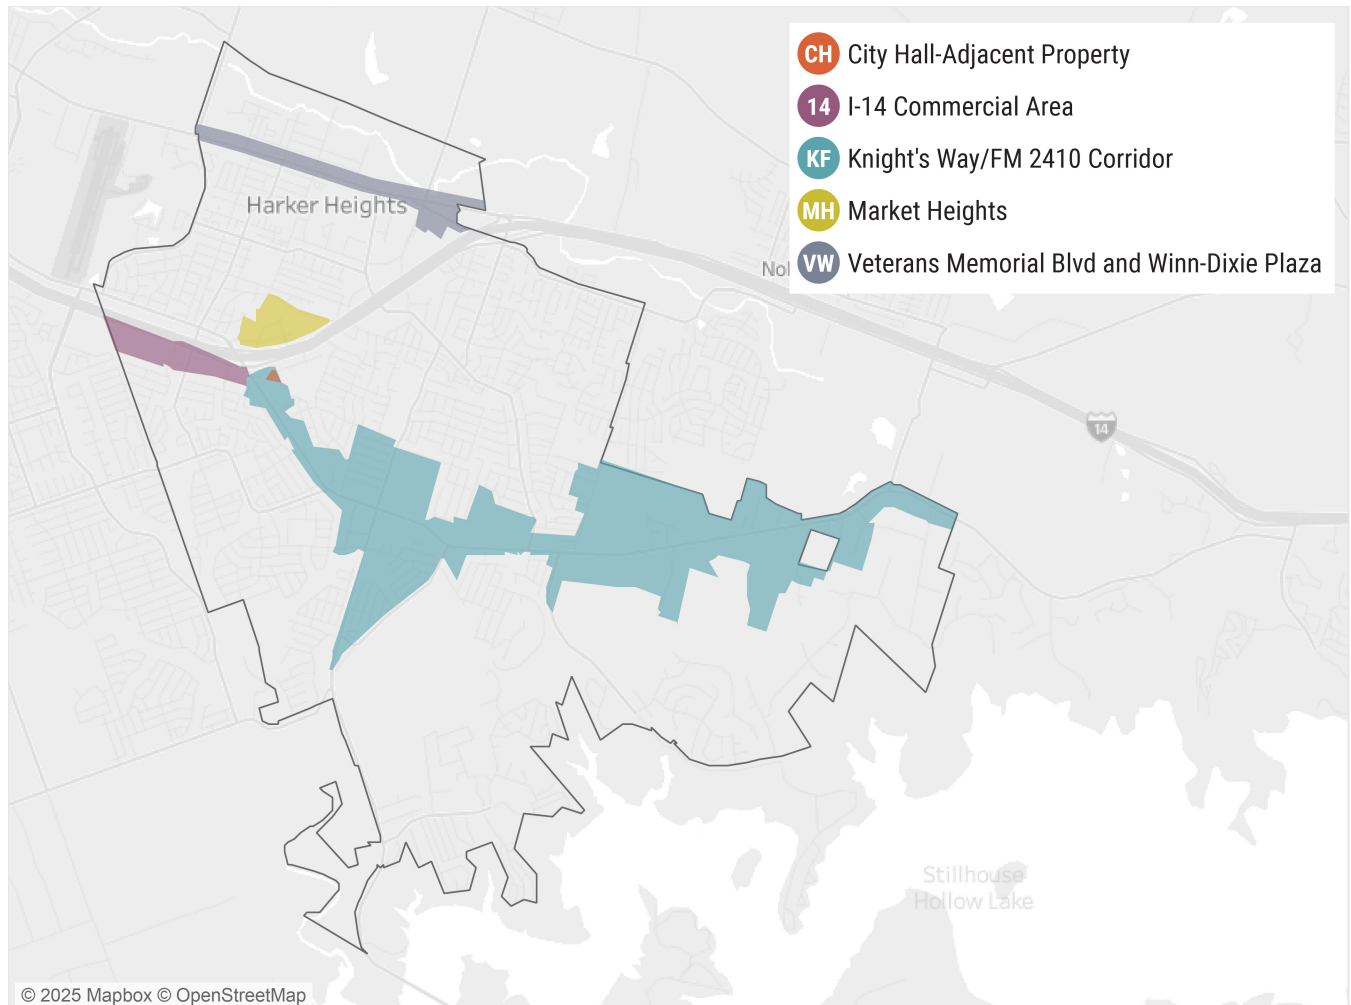 CH City Hall-Adjacent Property
14 I-14 Commercial Area
KF Knight's Way/FM 2410 Corridor
MH Market Heights
VW Veterans Memorial Blvd and Winn-Dixie Plaza
Harker Heights
Nol
14
Stillhouse
Hollow Lake
© 2025 Mapbox © OpenStreetMap